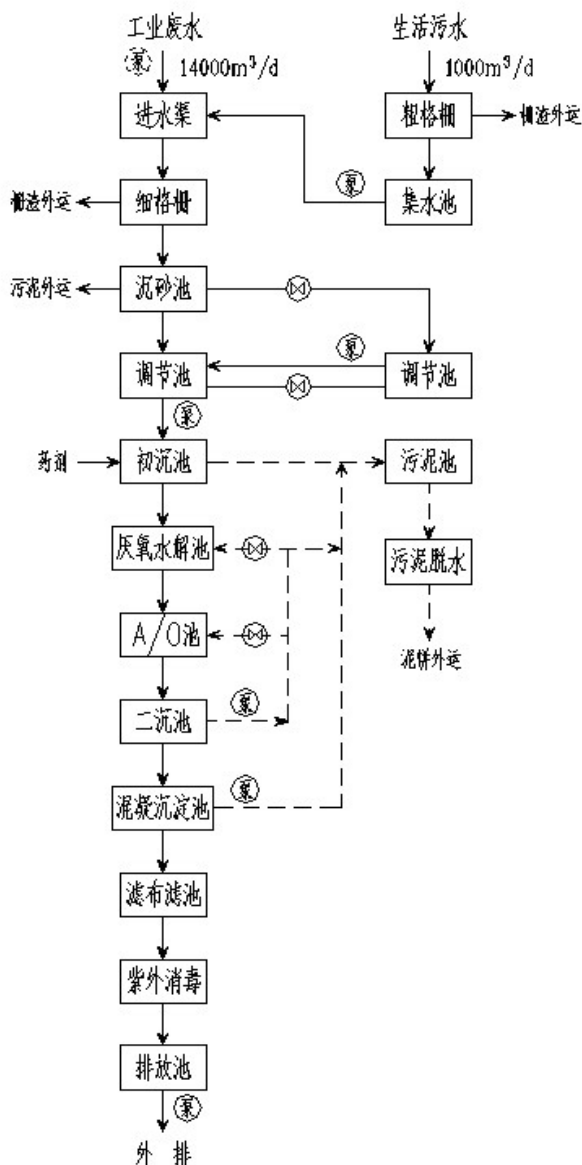 工业废水 生活污水
泵 14000m³/d 1000m³/d
进水渠 粗格栅 栅渣外运
泵
栅渣外运 细格栅 集水池
污泥外运 沉砂池
泵
调节池 调节池
泵
药剂 初沉池 污泥池
厌氧水解池 污泥脱水
A/O池
泥饼外运
泵
二沉池
泵
混凝沉淀池
滤布滤池
紫外消毒
排放池
泵
外 排